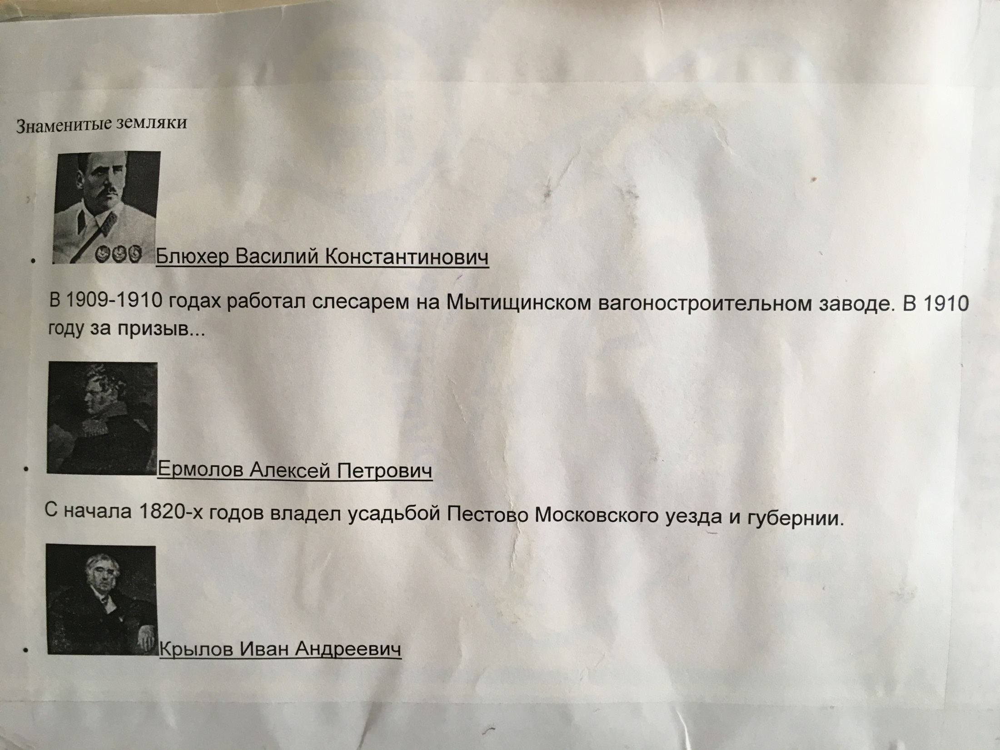 Знаменитые земляки
• Блюхер Василий Константинович
В 1909-1910 годах работал слесарем на Мытищинском вагоностроительном заводе. В 1910
году за призыв...
• Ермолов Алексей Петрович
С начала 1820-х годов владел усадьбой Пестово Московского уезда и губернии.
• Крылов Иван Андреевич